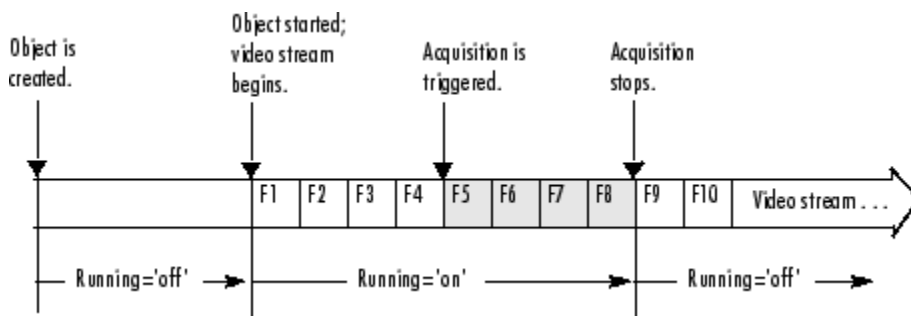 Object is
created.
Object started;
video stream
begins.
Acquisition is
triggered.
Acquisition
stops.
F1 F2 F3 F4 F5 F6 F7 F8 F9 F10 Video stream . . .
Running='off' Running='on' Running='off'